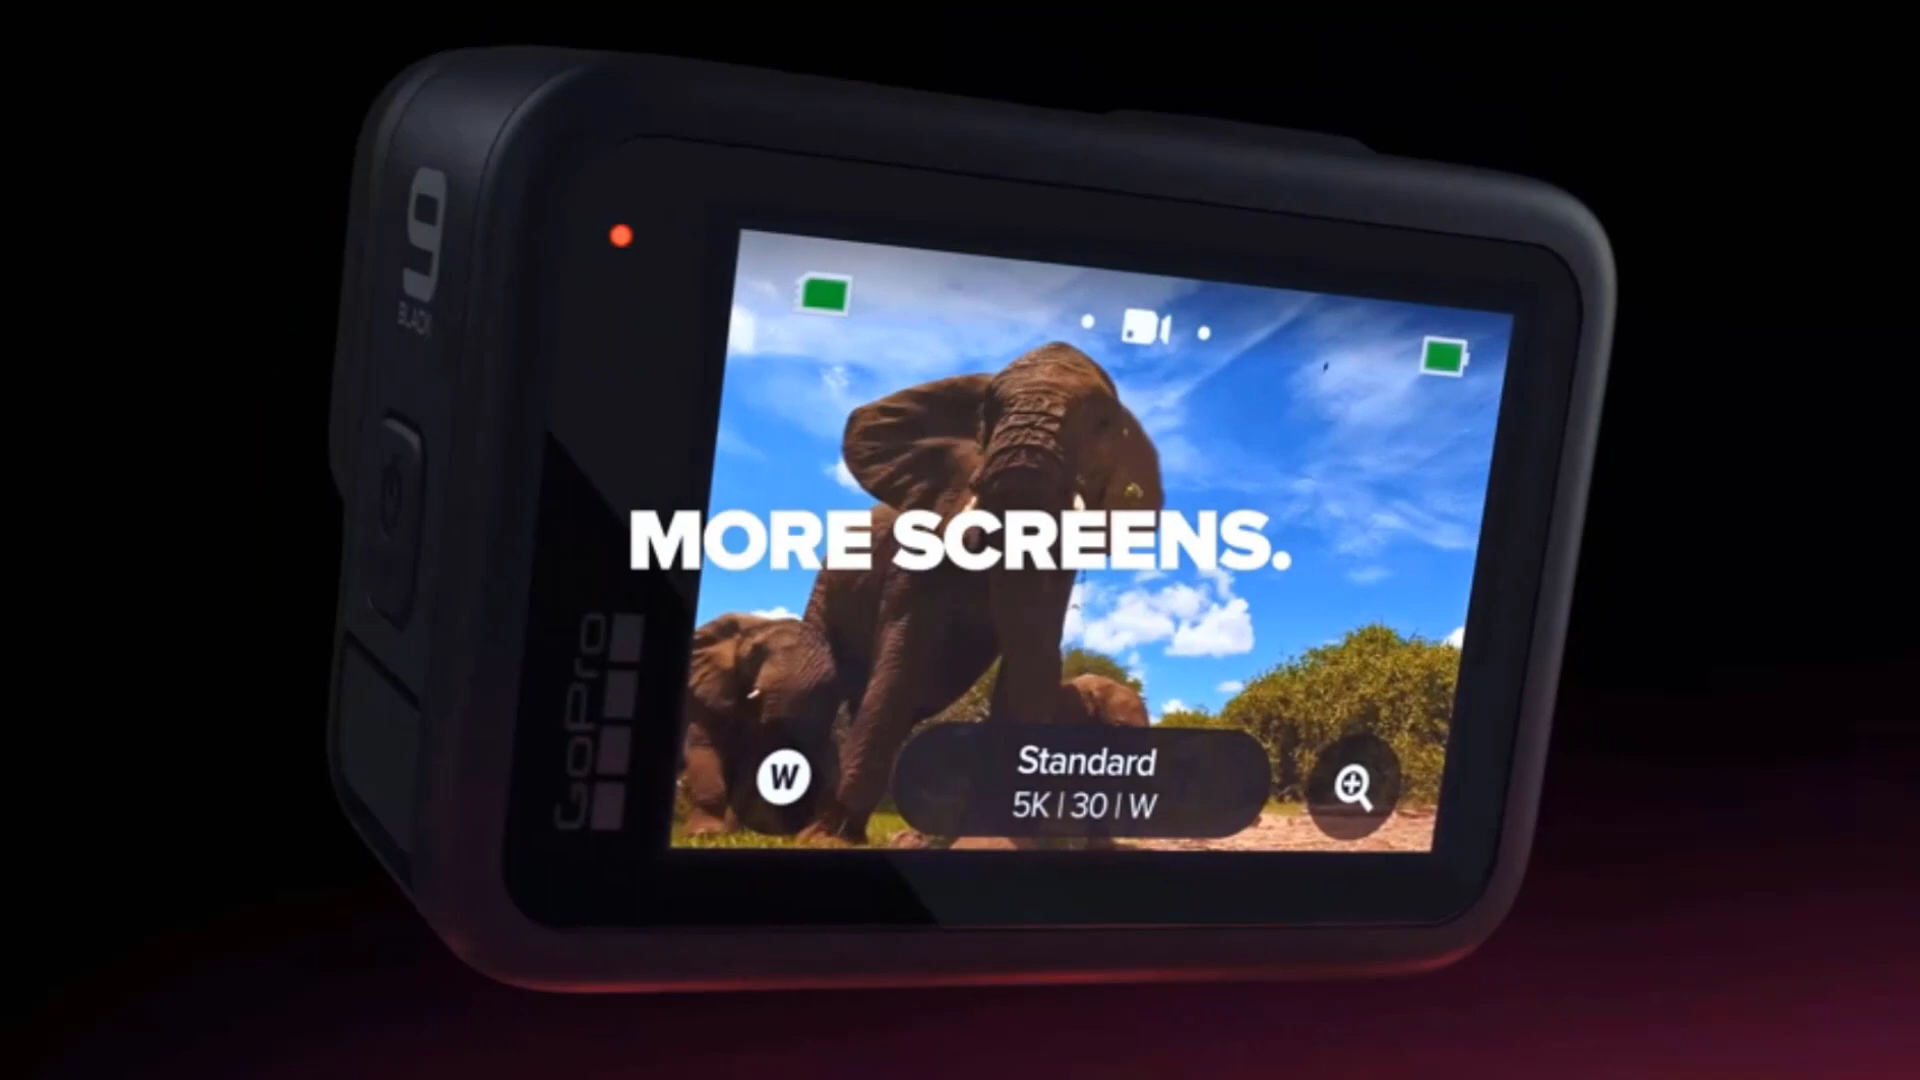 9
BLACK
MORE SCREENS.
GoPro
W
Standard
5K | 30 | W